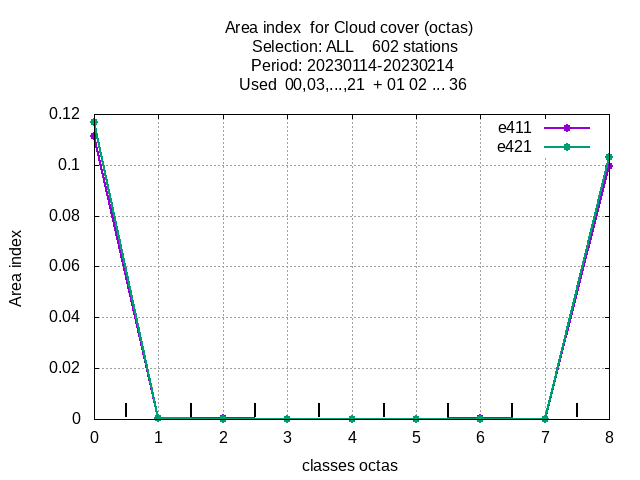 Area index  for Cloud cover (octas)
Selection: ALL    602 stations
Period: 20230114-20230214
Used  00,03,...,21  + 01 02 ... 36
e411
e421
Area index
0.12
0.1
0.08
0.06
0.04
0.02
0
0 1 2 3 4 5 6 7 8
classes octas